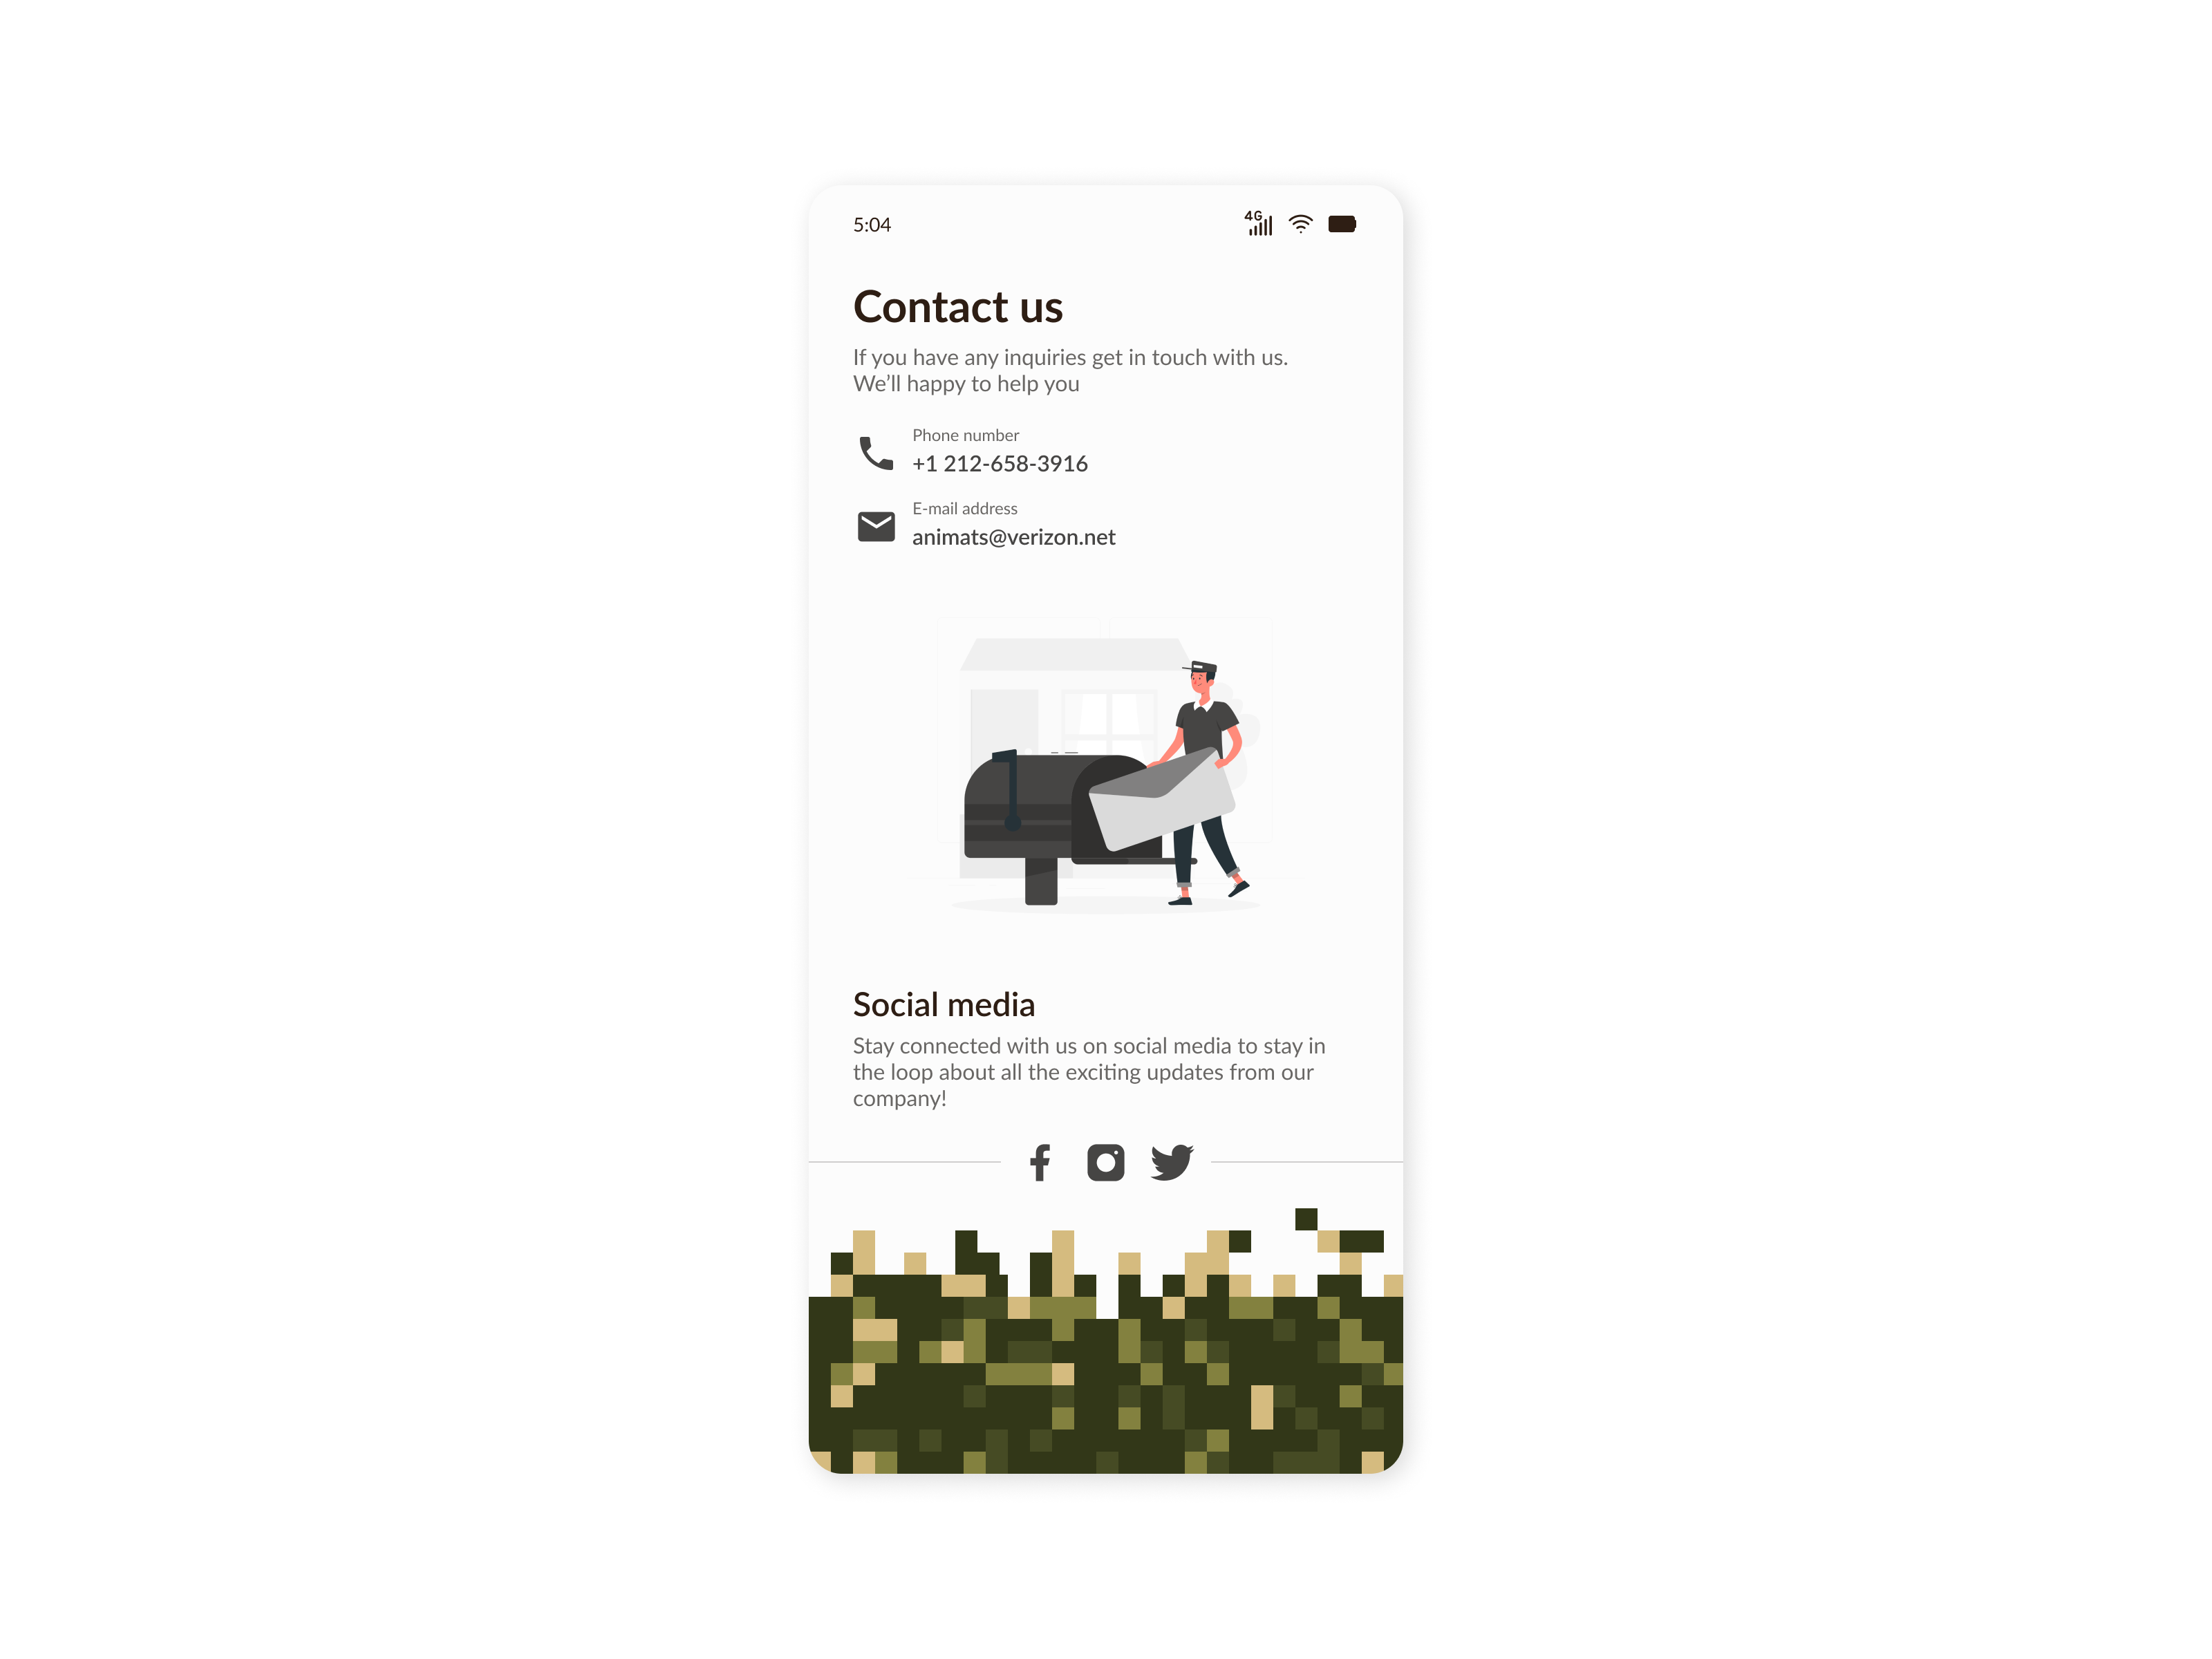 5:04
4G
Contact us
If you have any inquiries get in touch with us.
We’ll happy to help you
Phone number
+1 212-658-3916
E-mail address
animats@verizon.net
Social media
Stay connected with us on social media to stay in
the loop about all the exciting updates from our
company!